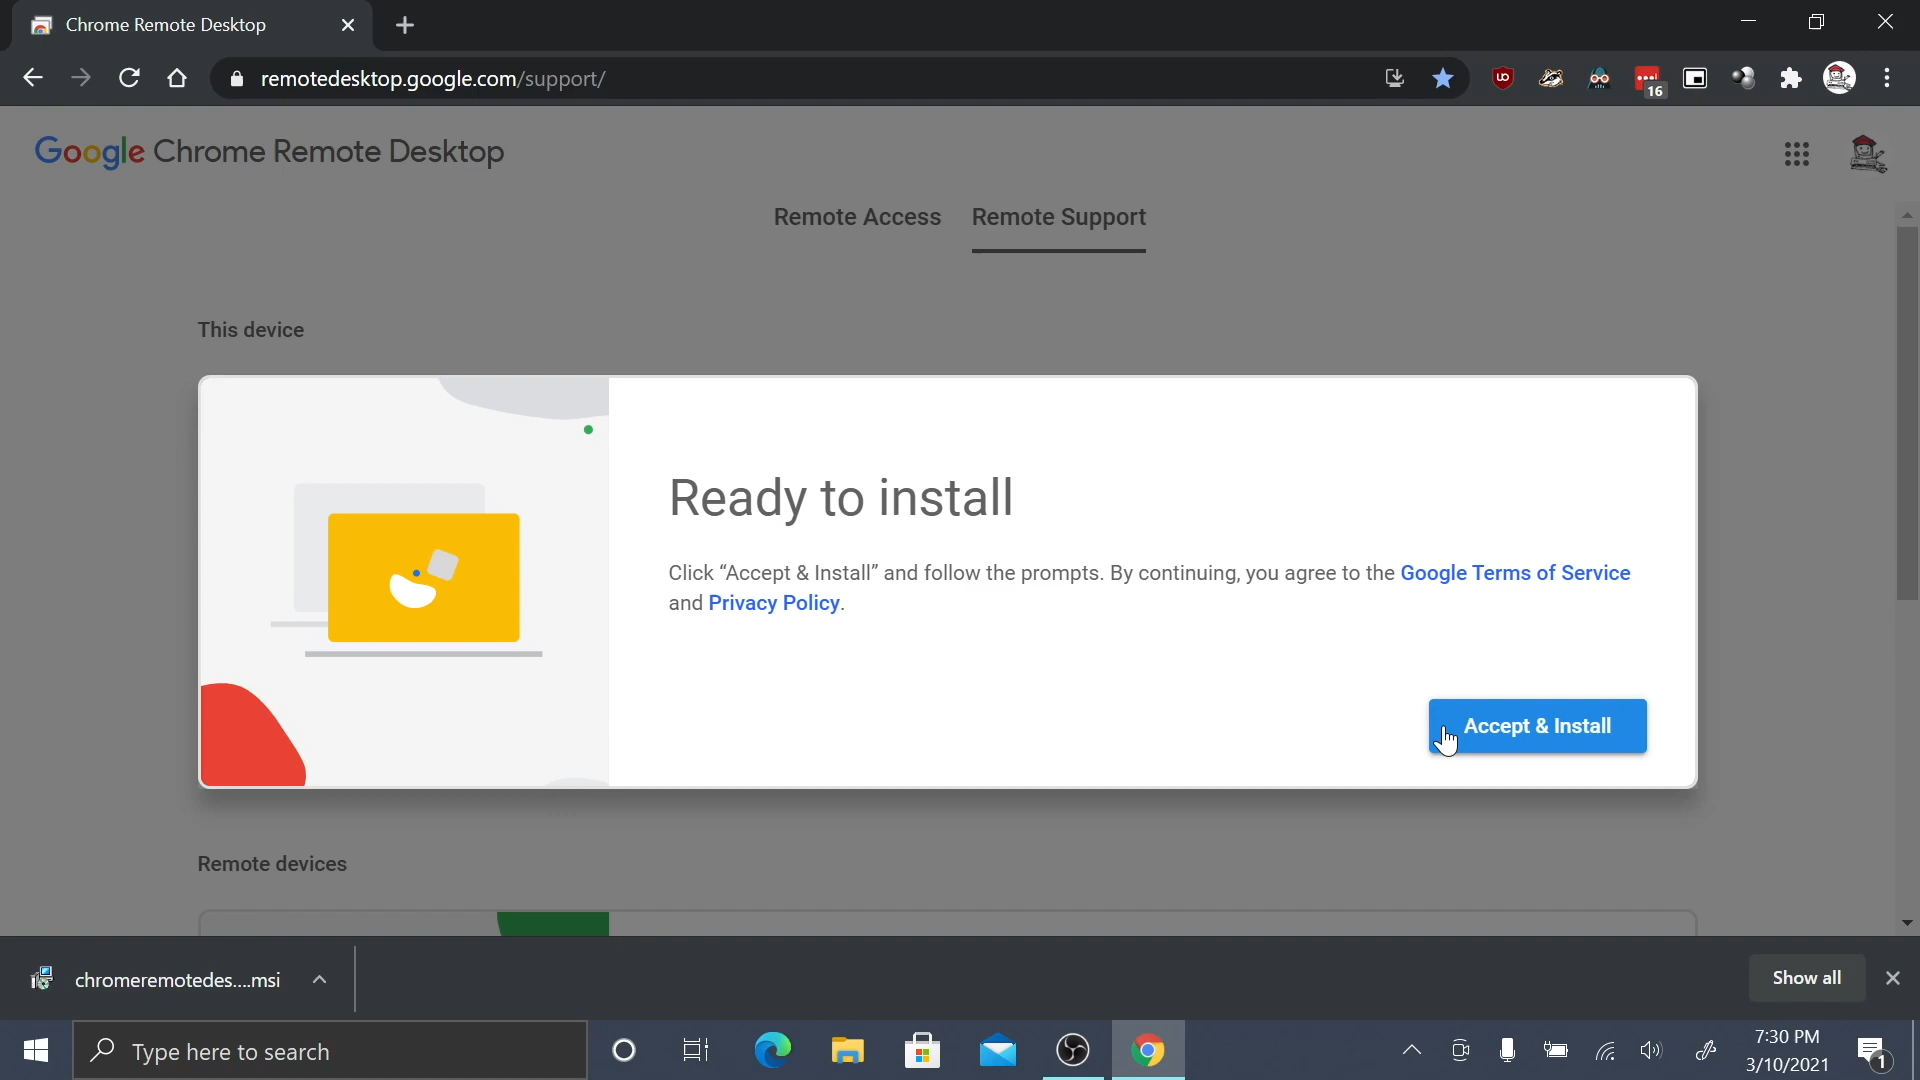 Chrome Remote Desktop
remotedesktop.google.com/support/
16
Google Chrome Remote Desktop
Remote Access
Remote Support
This device
Ready to install
Click “Accept & Install” and follow the prompts. By continuing, you agree to the Google Terms of Service
and Privacy Policy.
Accept & Install
Remote devices
chromeremotedes....msi
Show all
Type here to search
7:30 PM
3/10/2021
1